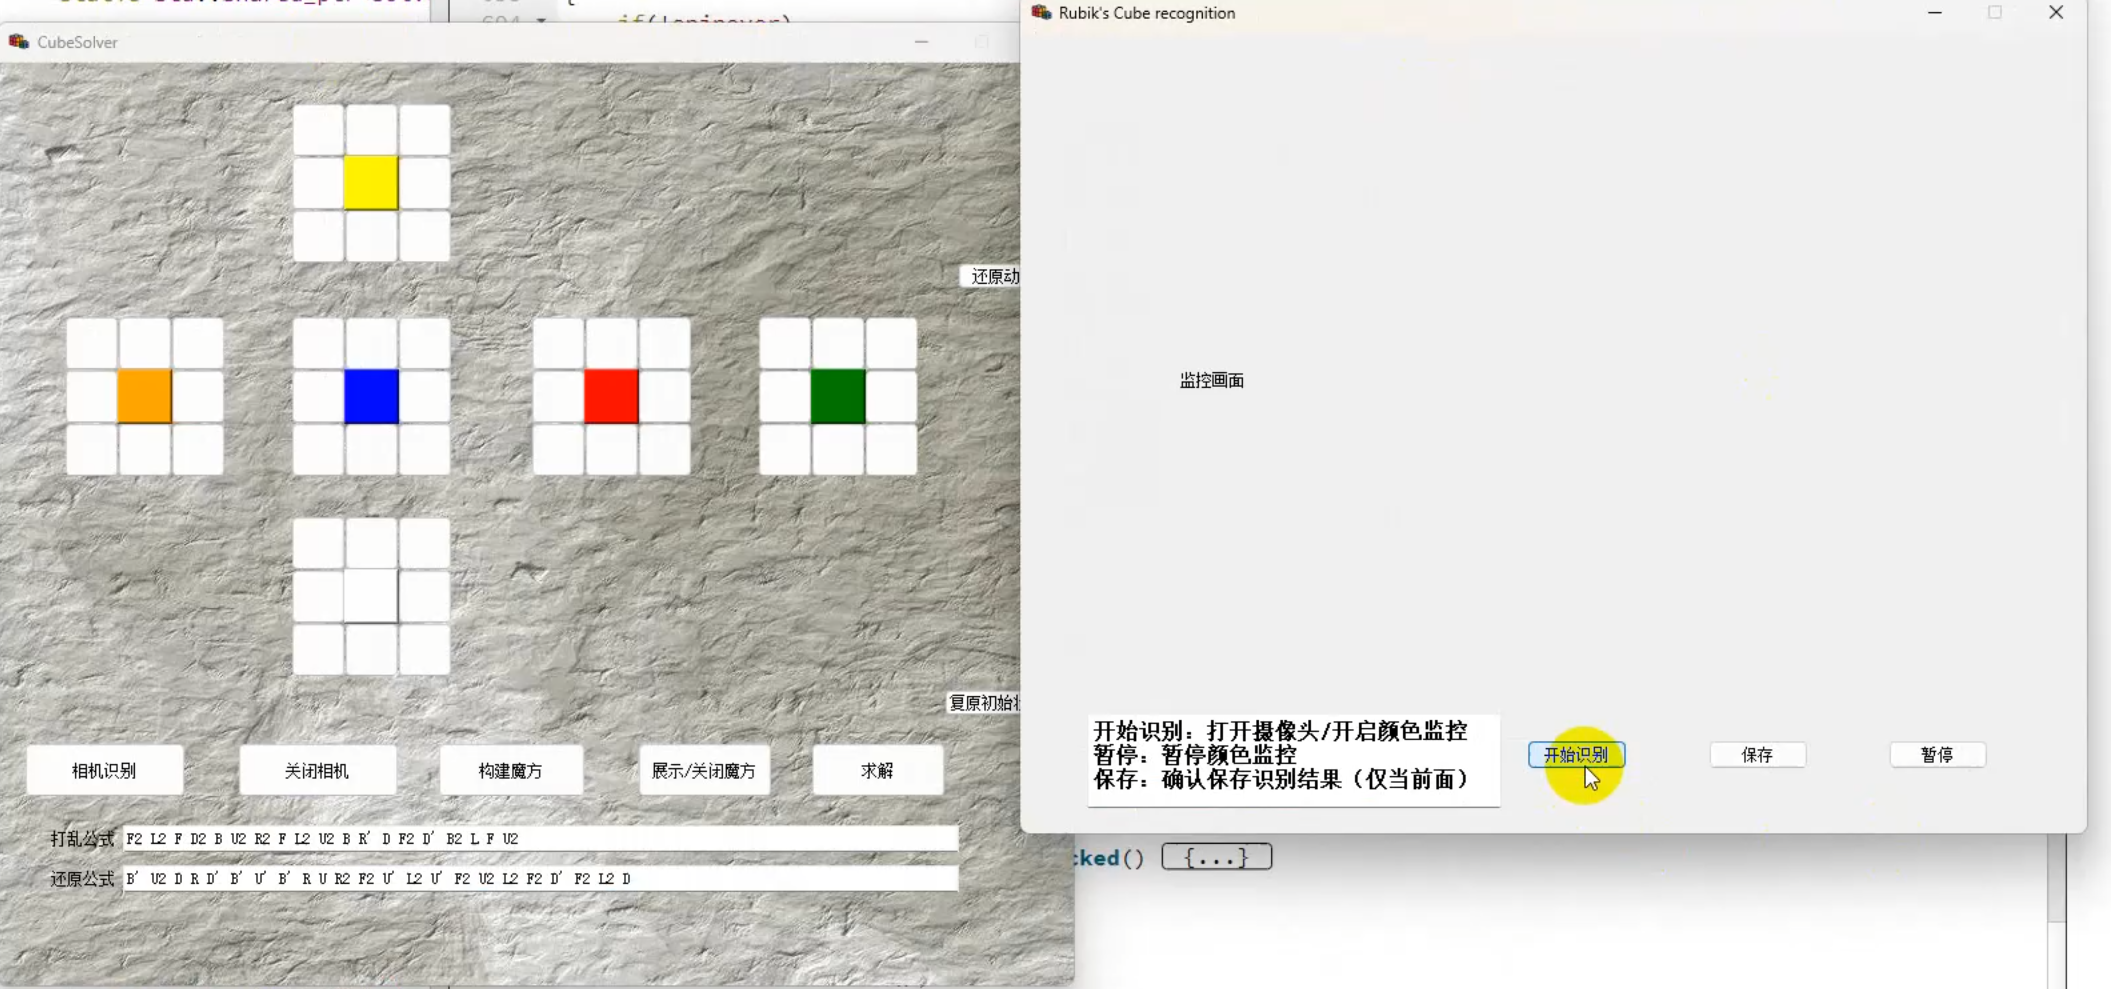 Rubik's Cube recognition
CubeSolver
还原动
监控画面
复原初始
开始识别：打开摄像头/开启颜色监控
暂停：暂停颜色监控
保存：确认保存识别结果（仅当前面）
开始识别
保存
暂停
相机识别
关闭相机
构建魔方
展示/关闭魔方
求解
打乱公式 F2 L2 F D2 B U2 R2 F L2 U2 B R' D F2 D' B2 L F U2
还原公式 B' U2 D R D' B' U' B' R U R2 F2 U' L2 U' F2 U2 L2 F2 D' F2 L2 D
cked() {...}